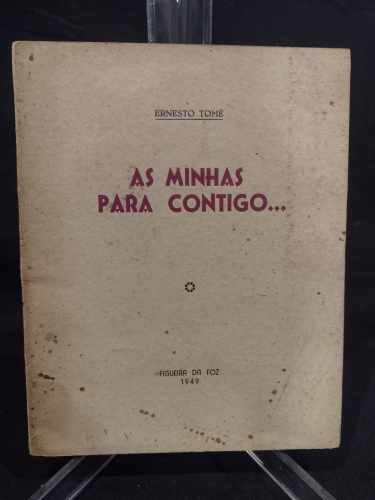 ERNESTO TOMÉ
AS MINHAS
PARA CONTIGO...
FIGUEIRA DA FOZ
1949